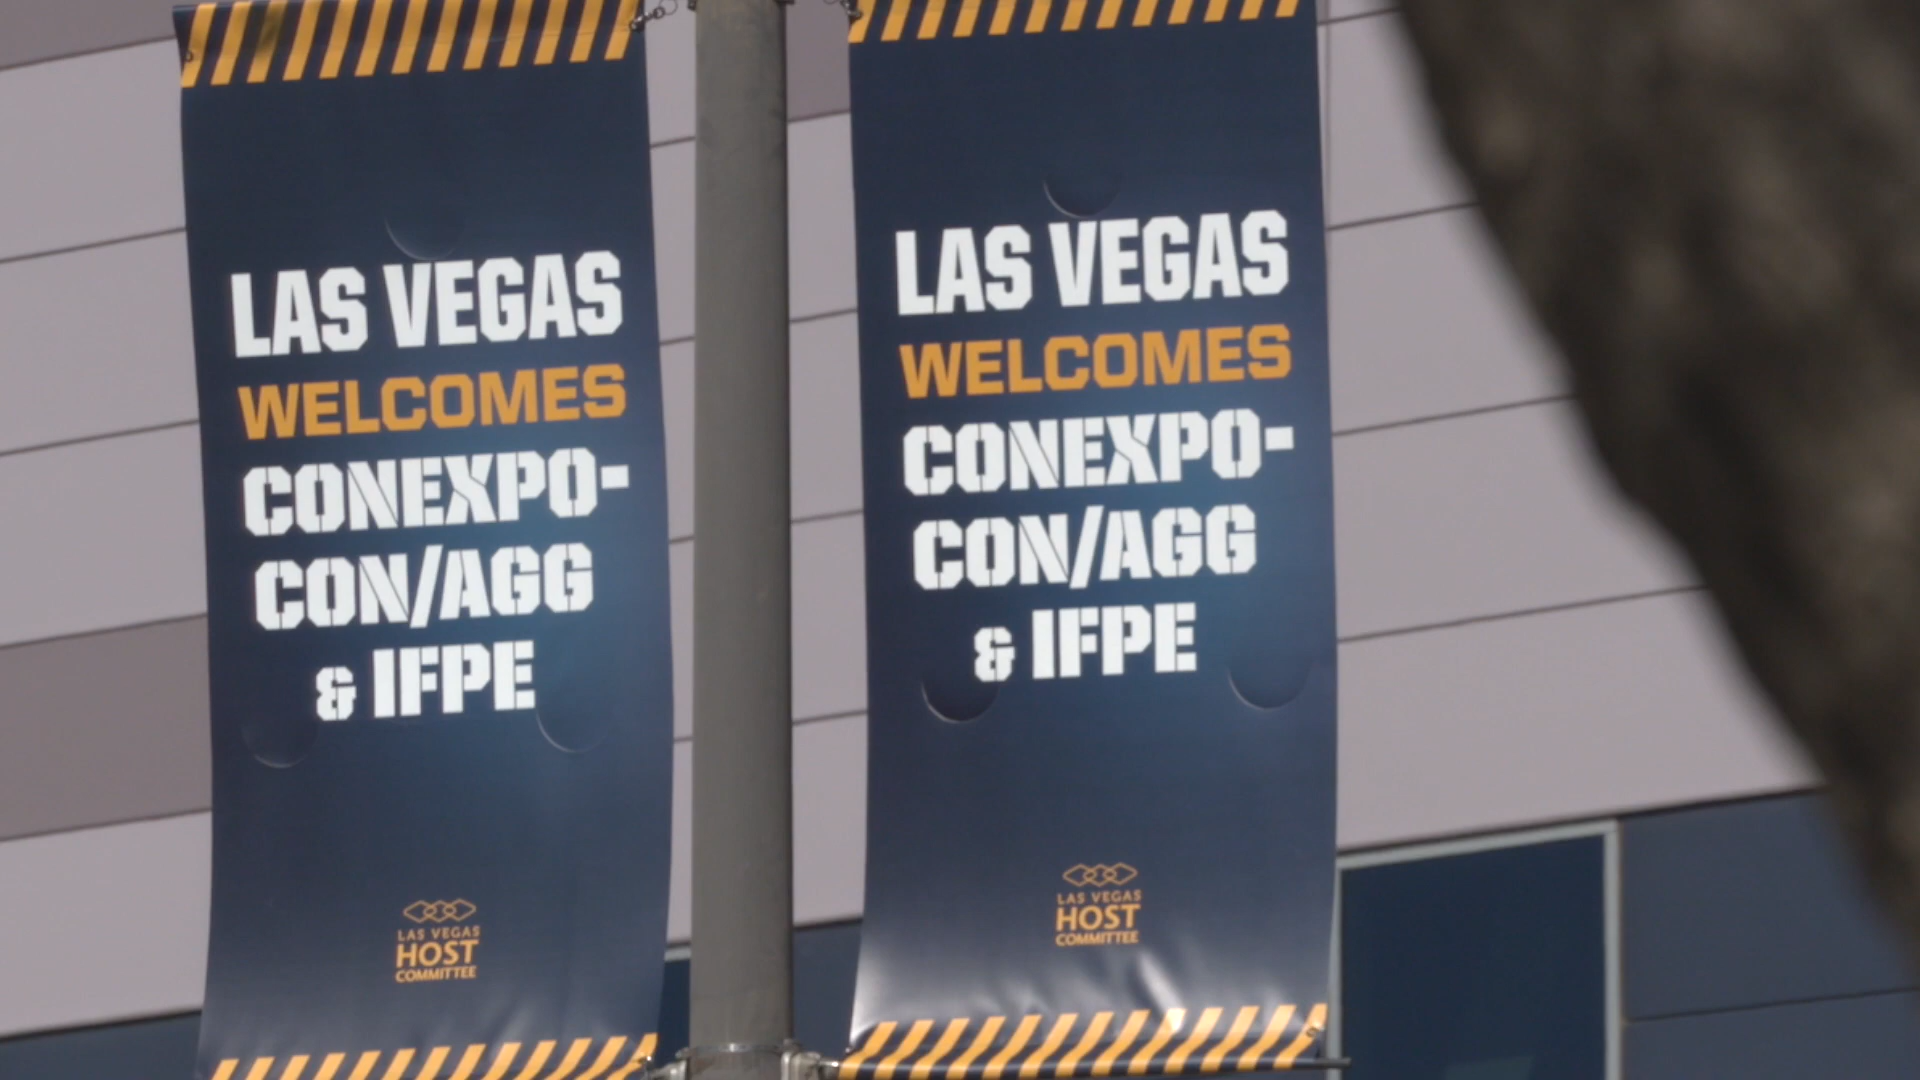 LAS VEGAS
WELCOMES
CONEXPO-
CON/AGG
& IFPE
LAS VEGAS
HOST
COMMITTEE
LAS VEGAS
WELCOMES
CONEXPO-
CON/AGG
& IFPE
LAS VEGAS
HOST
COMMITTEE